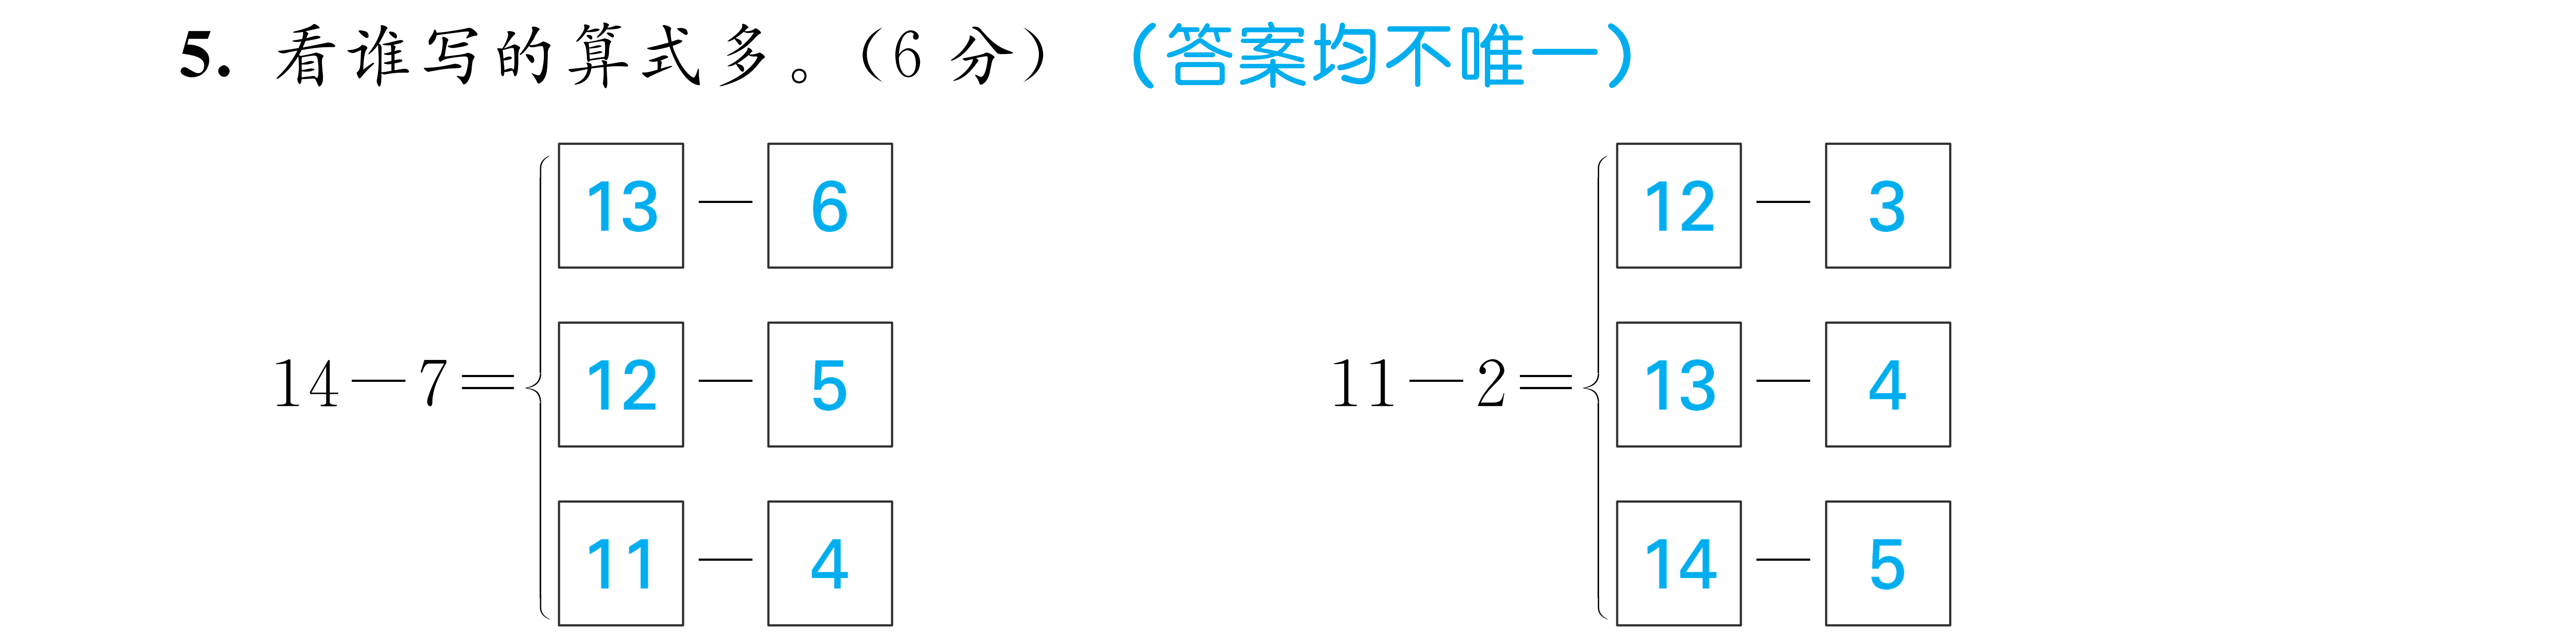 5. 看谁写的算式多。(6 分) (答案均不唯一)
13 — 6 12 — 3
14 — 7 = 12 — 5 11 — 2 = 13 — 4
11 — 4 14 — 5